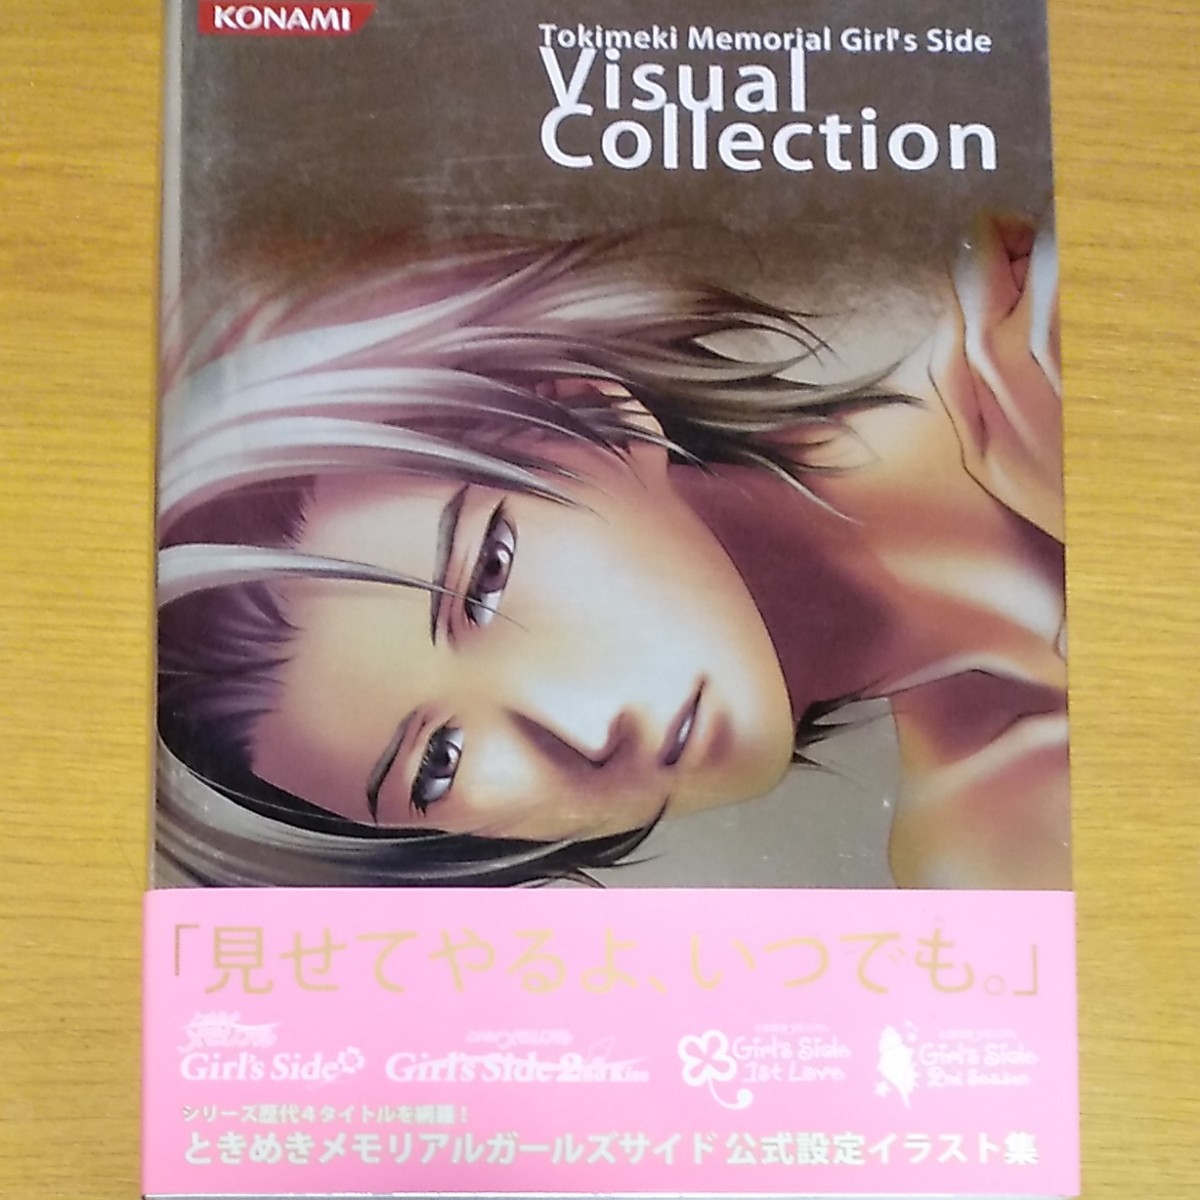 KONAMI
Tokimeki Memorial Girl's Side
Visual
Collection
「見せてやるよ、いつでも。」
Girl's Side
Girl's Side 2nd Kiss
Girl's Side
1st Love
Girl's Side
2nd Season
シリーズ歴代4タイトルを網羅！
ときめきメモリアルガールズサイド 公式設定イラスト集